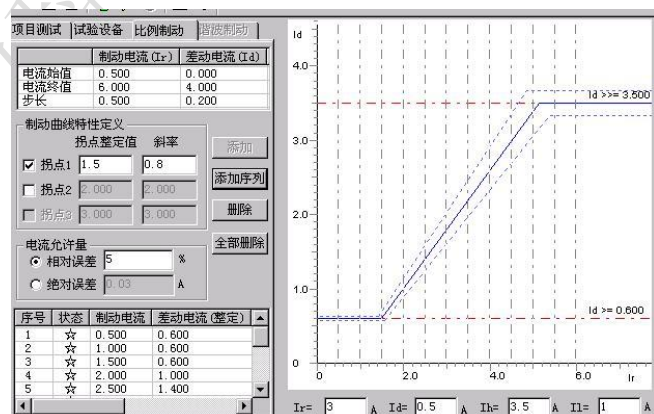 项目测试 试验设备 比例制动 谐波制动
制动电流(Ir) 差动电流(Id)
电流始值 0.500 0.000
电流终值 6.000 4.000
步长 0.500 0.200
制动曲线特性定义
拐点整定值 斜率
拐点1 1.5 0.8
拐点2 2.000 2.000
拐点3 3.000 3.000
添加
添加序列
删除
全部删除
电流允许量
相对误差 5 %
绝对误差 0.03 A
序号 状态 制动电流 差动电流(整定)
1 ☆ 0.500 0.600
2 ☆ 1.000 0.600
3 ☆ 1.500 0.600
4 ☆ 2.000 1.000
5 ☆ 2.500 1.400
Id
4.0
Id >>= 3.500
3.0
2.0
1.0
Id >= 0.600
0
0 2.0 4.0 6.0 Ir
Ir= 3 A Id= 0.5 A Ih= 3.5 A Il= 1 A